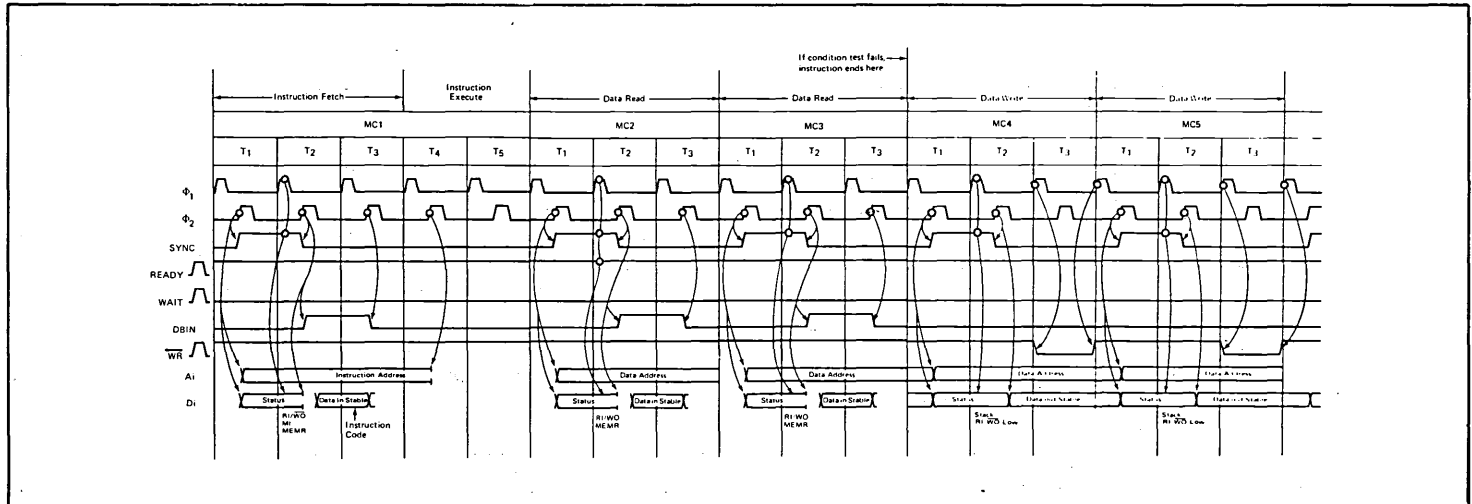 If condition test fails,
instruction ends here
Instruction Fetch
Instruction
Execute
Data Read
Data Read
Data Write
Data Write
MC1
MC2
MC3
MC4
MC5
T1 T2 T3 T4 T5 T1 T2 T3 T1 T2 T3 T1 T2 T3 T1 T2 T3
Φ1
Φ2
SYNC
READY
WAIT
DBIN
WR
Ai
Instruction Address
Data Address
Data Address
Data Address
Data Address
Di
Status
Data in Stable
Status
Data in Stable
Status
Data in Stable
Status
Data out Stable
Status
Data out Stable
RI/WO
MI
MEMR
Instruction
Code
RI/WO
MEMR
RI/WO
MEMR
Stack
RI/WO Low
Stack
RI/WO Low